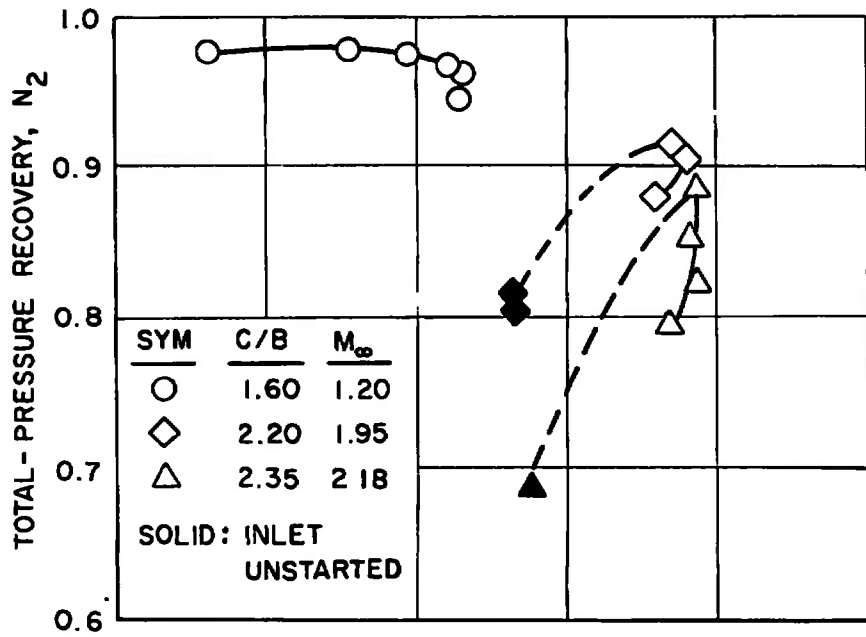 TOTAL-PRESSURE RECOVERY, N2
1.0
0.9
0.8
0.7
0.6
SYM C/B M∞
1.60 1.20
2.20 1.95
2.35 2.18
SOLID: INLET
UNSTARTED